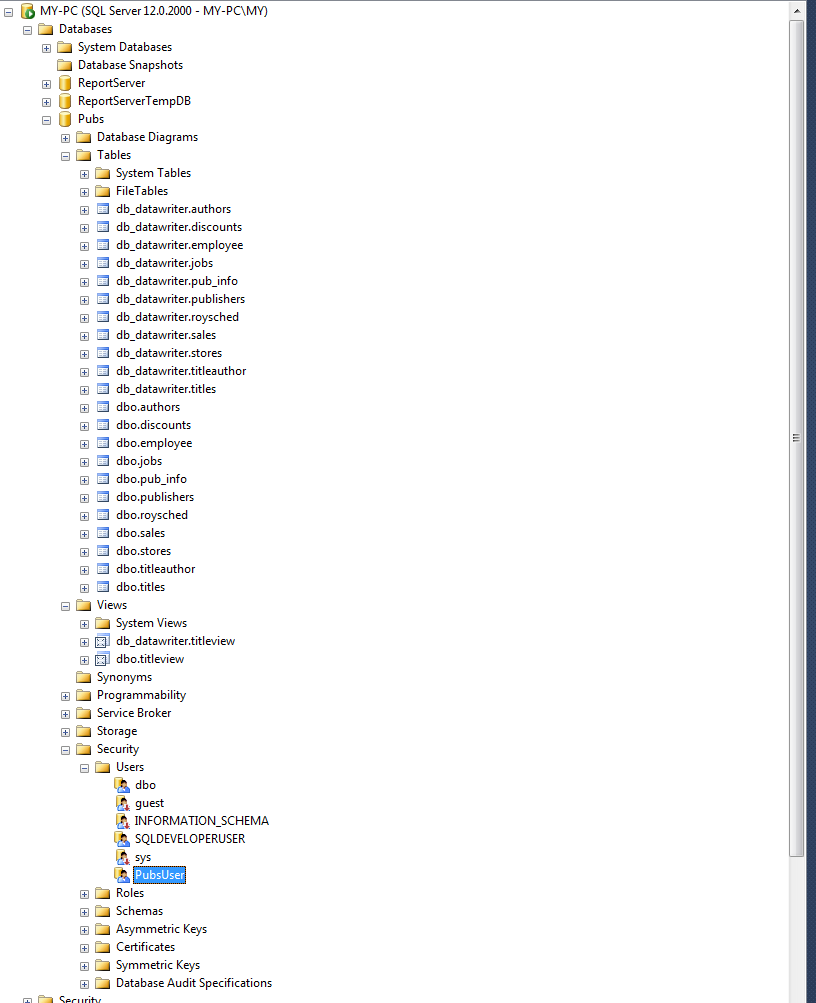 MY-PC (SQL Server 12.0.2000 - MY-PC\MY)
Databases
System Databases
Database Snapshots
ReportServer
ReportServerTempDB
Pubs
Database Diagrams
Tables
System Tables
FileTables
db_datawriter.authors
db_datawriter.discounts
db_datawriter.employee
db_datawriter.jobs
db_datawriter.pub_info
db_datawriter.publishers
db_datawriter.roysched
db_datawriter.sales
db_datawriter.stores
db_datawriter.titleauthor
db_datawriter.titles
dbo.authors
dbo.discounts
dbo.employee
dbo.jobs
dbo.pub_info
dbo.publishers
dbo.roysched
dbo.sales
dbo.stores
dbo.titleauthor
dbo.titles
Views
System Views
db_datawriter.titleview
dbo.titleview
Synonyms
Programmability
Service Broker
Storage
Security
Users
dbo
guest
INFORMATION_SCHEMA
SQLDEVELOPERUSER
sys
PubsUser
Roles
Schemas
Asymmetric Keys
Certificates
Symmetric Keys
Database Audit Specifications
Security